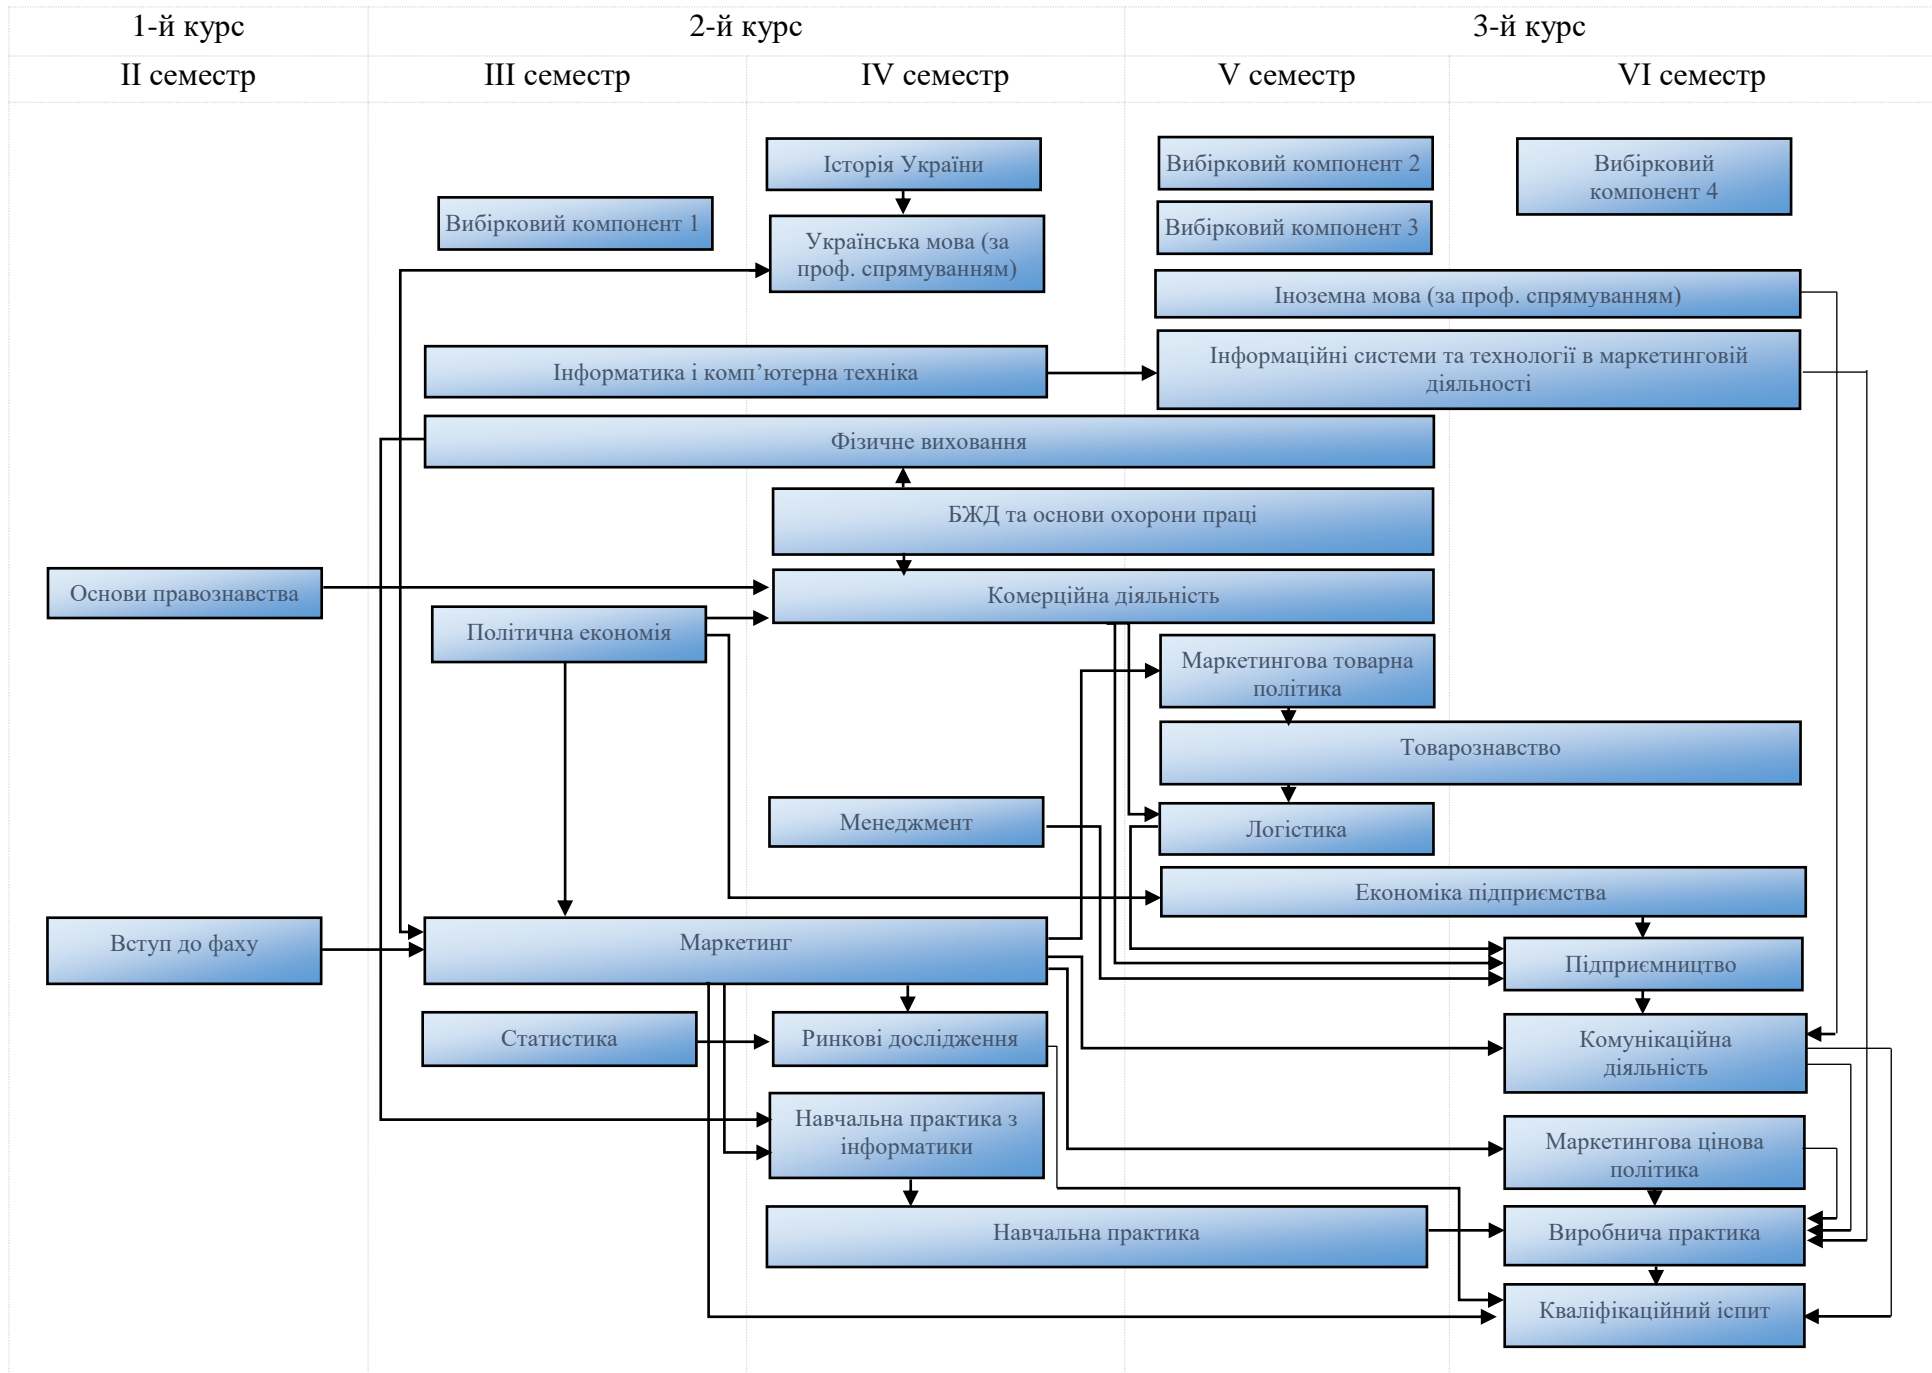 1-й курс
2-й курс
3-й курс
II семестр
III семестр
IV семестр
V семестр
VI семестр
Історія України
Вибірковий компонент 2
Вибірковий
компонент 4
Вибірковий компонент 1
Українська мова (за
проф. спрямуванням)
Вибірковий компонент 3
Іноземна мова (за проф. спрямуванням)
Інформатика і комп’ютерна техніка
Інформаційні системи та технології в маркетинговій
діяльності
Фізичне виховання
БЖД та основи охорони праці
Основи правознавства
Комерційна діяльність
Політична економія
Маркетингова товарна
політика
Товарознавство
Менеджмент
Логістика
Економіка підприємства
Вступ до фаху
Маркетинг
Підприємництво
Статистика
Ринкові дослідження
Комунікаційна
діяльність
Навчальна практика з
інформатики
Маркетингова цінова
політика
Навчальна практика
Виробнича практика
Кваліфікаційний іспит